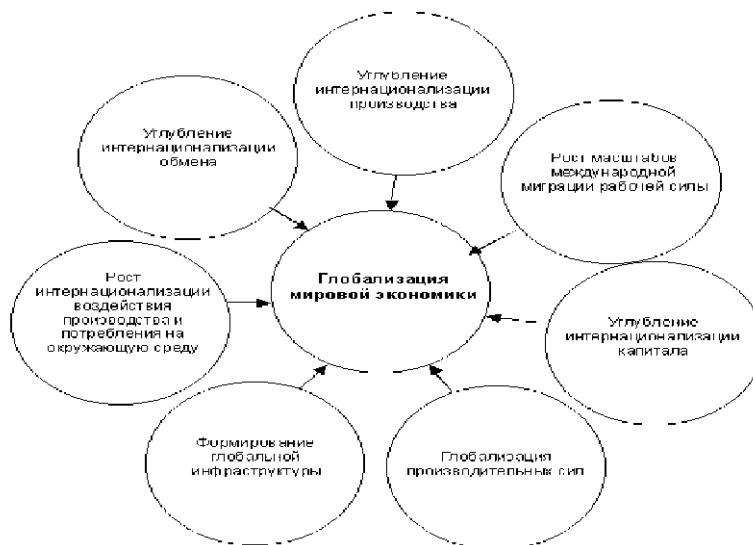 Углубление
интернационализации
производства
Углубление
интернационализации
обмена
Рост масштабов
международной
миграции рабочей силы
Глобализация
мировой экономики
Рост
интернационализации
воздействия
производства и
потребления на
окружающую среду
Углубление
интернационализации
капитала
Формирование
глобальной
инфраструктуры
Глобализация
производительных сил